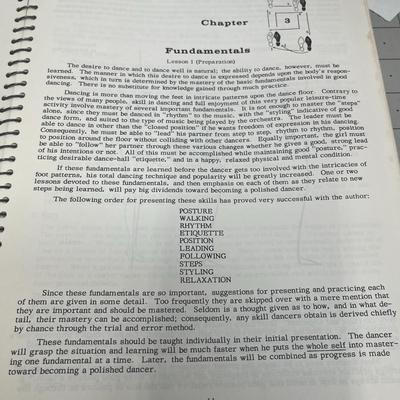 Chapter 3
Fundamentals
Lesson 1 (Preparation)
The desire to dance and to dance well is natural; the ability to dance, however, must be
learned. The manner in which this desire to dance is expressed depends upon the body's respon-
siveness, which in turn is determined by the mastery of the basic fundamentals involved in good
dancing. There is no substitute for knowledge gained through much practice.
Dancing is more than moving the feet in intricate patterns upon the dance floor. Contrary to
the views of many people, skill in dancing and full enjoyment of this very popular leisure-time
activity involve mastery of several important fundamentals. It is not enough to master the "steps"
alone, since they must be danced in "rhythm" to the music, with the "styling" indicative of good
dance form, and suited to the type of music being played by the orchestra. The leader must be
able to dance in other than the "closed position" if he wants freedom of expression in his dancing.
Consequently, he must be able to "lead" his partner from step to step, rhythm to rhythm, position
to position around the floor without colliding with other dancers. Equally important, the girl must
be able to "follow" her partner through these various changes whether he gives a good, strong lead
of his intentions or not. All of this must be accomplished while maintaining good "posture," prac-
ticing desirable dance-hall "etiquette," and in a happy, relaxed physical and mental condition.
If these fundamentals are learned before the dancer gets too involved with the intricacies of
foot patterns, his total dancing technique and popularity will be greatly increased. One or two
lessons devoted to these fundamentals, and then emphasis on each of them as they relate to new
steps being learned, will pay big dividends toward becoming a polished dancer.
The following order for presenting these skills has proved very successful with the author:
POSTURE
WALKING
RHYTHM
ETIQUETTE
POSITION
LEADING
FOLLOWING
STEPS
STYLING
RELAXATION
Since these fundamentals are so important, suggestions for presenting and practicing each
of them are given in some detail. Too frequently they are skipped over with a mere mention that
they are important and should be mastered. Seldom is a thought given as to how, and in what de-
tail, their mastery can be accomplished; consequently, any skill dancers obtain is derived chiefly
by chance through the trial and error method.
These fundamentals should be taught individually in their initial presentation. The dancer
will grasp the situation and learning will be much faster when he puts the whole self into master-
ing one fundamental at a time. Later, the fundamentals will be combined as progress is made
toward becoming a polished dancer.